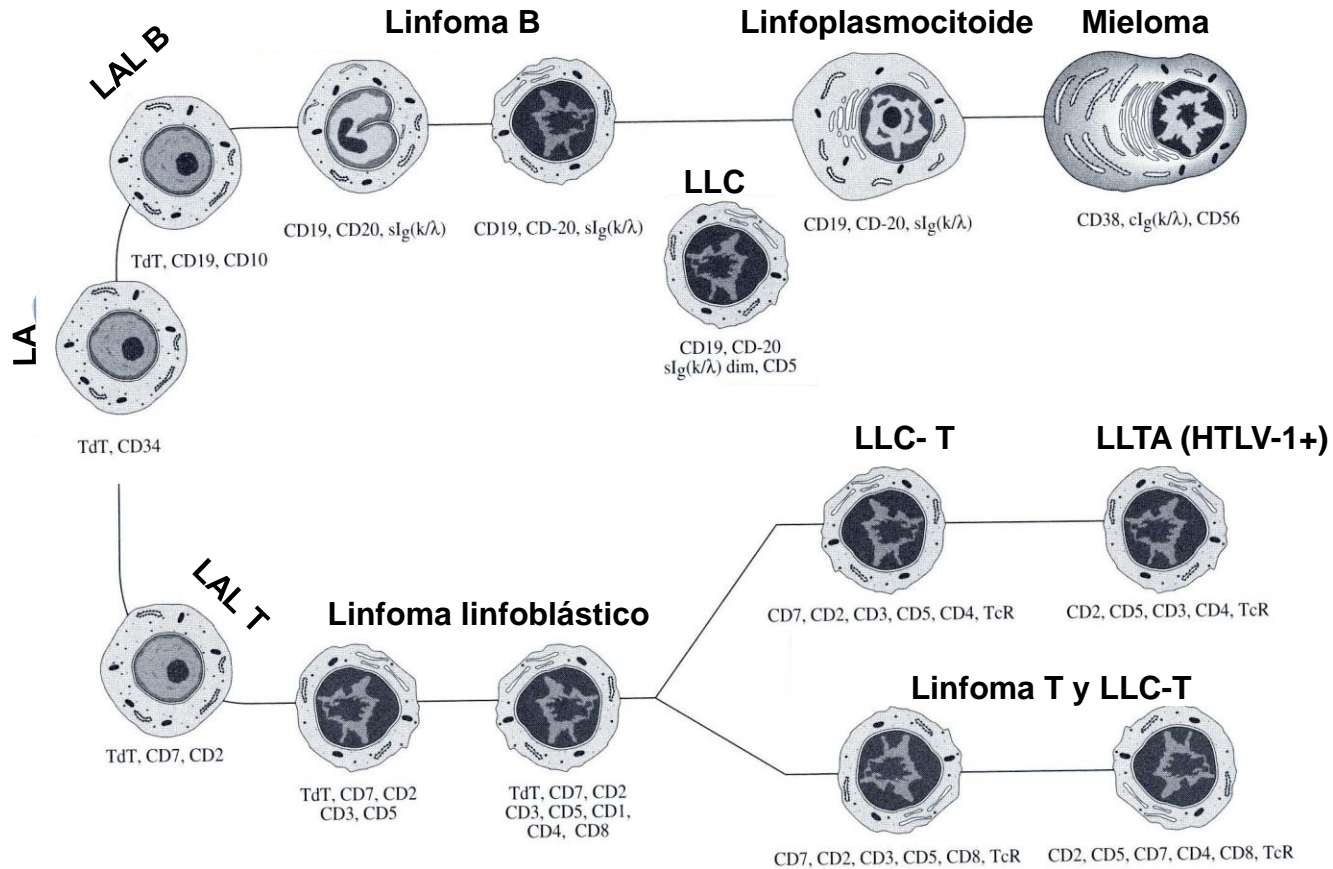 Linfoma B
Linfoplasmocitoide
Mieloma
LAL B
CD19, CD20, sIg(k/λ)
CD19, CD-20, sIg(k/λ)
LLC
CD19, CD-20, sIg(k/λ)
CD38, cIg(k/λ), CD56
TdT, CD19, CD10
LA
CD19, CD-20
sIg(k/λ) dim, CD5
TdT, CD34
LLC- T
LLTA (HTLV-1+)
LAL T
Linfoma linfoblástico
CD7, CD2, CD3, CD5, CD4, TcR
CD2, CD5, CD3, CD4, TcR
Linfoma T y LLC-T
TdT, CD7, CD2
TdT, CD7, CD2
CD3, CD5
TdT, CD7, CD2
CD3, CD5, CD1,
CD4, CD8
CD7, CD2, CD3, CD5, CD8, TcR
CD2, CD5, CD7, CD4, CD8, TcR